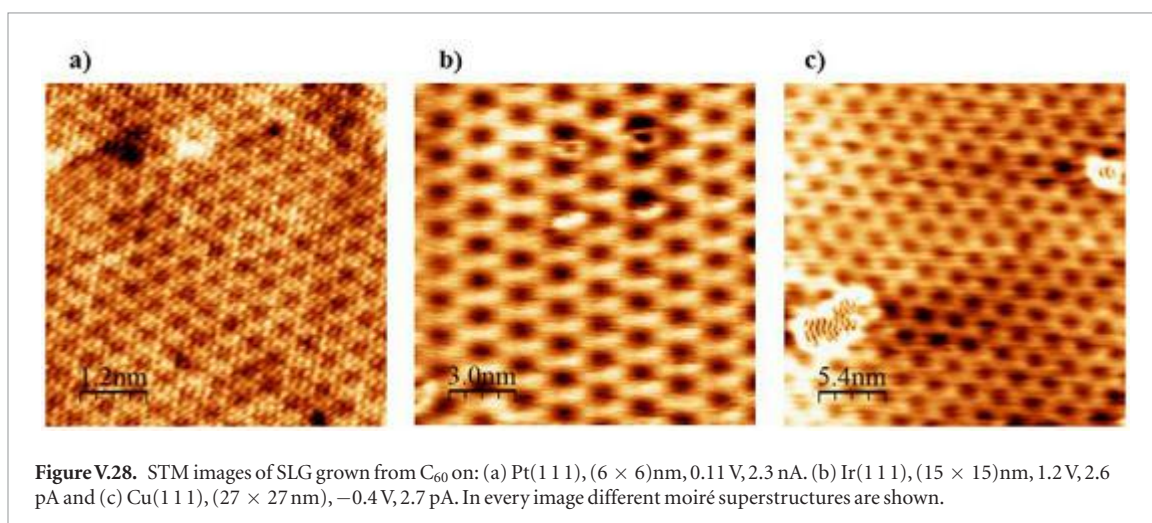 a)
b)
c)
1.2nm
3.0nm
5.4nm
Figure V.28. STM images of SLG grown from C₆₀ on: (a) Pt(1 1 1), (6 × 6)nm, 0.11 V, 2.3 nA. (b) Ir(1 1 1), (15 × 15)nm, 1.2 V, 2.6
pA and (c) Cu(1 1 1), (27 × 27 nm), −0.4 V, 2.7 pA. In every image different moiré superstructures are shown.